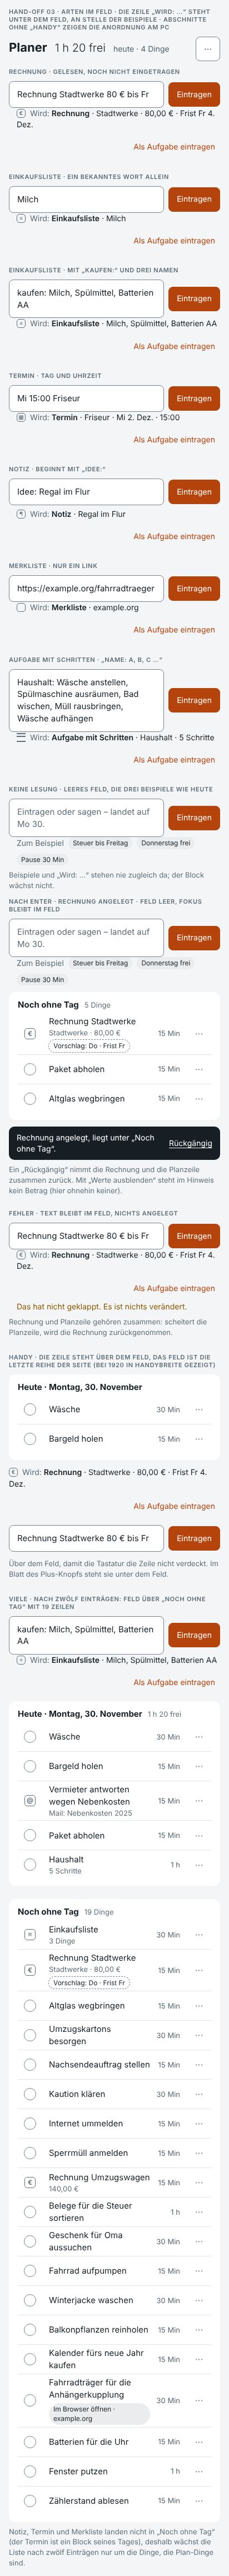 HAND-OFF 03 · ARTEN IM FELD · DIE ZEILE „WIRD: …“ STEHT
UNTER DEM FELD, AN STELLE DER BEISPIELE · ABSCHNITTE
OHNE „HANDY“ ZEIGEN DIE ANORDNUNG AM PC
Planer 1 h 20 frei heute · 4 Dinge
RECHNUNG · GELESEN, NOCH NICHT EINGETRAGEN
Rechnung Stadtwerke 80 € bis Fr
Eintragen
€ Wird: Rechnung · Stadtwerke · 80,00 € · Frist Fr 4.
Dez.
Als Aufgabe eintragen
EINKAUFSLISTE · EIN BEKANNTES WORT ALLEIN
Milch
Eintragen
Wird: Einkaufsliste · Milch
Als Aufgabe eintragen
EINKAUFSLISTE · MIT „KAUFEN:“ UND DREI NAMEN
kaufen: Milch, Spülmittel, Batterien
AA
Eintragen
Wird: Einkaufsliste · Milch, Spülmittel, Batterien AA
Als Aufgabe eintragen
TERMIN · TAG UND UHRZEIT
Mi 15:00 Friseur
Eintragen
Wird: Termin · Friseur · Mi 2. Dez. · 15:00
Als Aufgabe eintragen
NOTIZ · BEGINNT MIT „IDEE:“
Idee: Regal im Flur
Eintragen
Wird: Notiz · Regal im Flur
Als Aufgabe eintragen
MERKLISTE · NUR EIN LINK
https://example.org/fahrradtraeger
Eintragen
Wird: Merkliste · example.org
Als Aufgabe eintragen
AUFGABE MIT SCHRITTEN · „NAME: A, B, C …“
Haushalt: Wäsche anstellen,
Spülmaschine ausräumen, Bad
wischen, Müll rausbringen,
Wäsche aufhängen
Eintragen
Wird: Aufgabe mit Schritten · Haushalt · 5 Schritte
Als Aufgabe eintragen
KEINE LESUNG · LEERES FELD, DIE DREI BEISPIELE WIE HEUTE
Eintragen oder sagen – landet auf
Mo 30.
Eintragen
Zum Beispiel Steuer bis Freitag Donnerstag frei
Pause 30 Min
Beispiele und „Wird: …“ stehen nie zugleich da; der Block
wächst nicht.
NACH ENTER · RECHNUNG ANGELEGT · FELD LEER, FOKUS
BLEIBT IM FELD
Eintragen oder sagen – landet auf
Mo 30.
Eintragen
Zum Beispiel Steuer bis Freitag Donnerstag frei
Pause 30 Min
Noch ohne Tag 5 Dinge
€ Rechnung Stadtwerke 15 Min
Stadtwerke · 80,00 €
Vorschlag: Do · Frist Fr
Paket abholen 15 Min
Altglas wegbringen 15 Min
Rechnung angelegt, liegt unter „Noch
ohne Tag“.
Rückgängig
Ein „Rückgängig“ nimmt die Rechnung und die Planzeile
zusammen zurück. Mit „Werte ausblenden“ steht im Hinweis
kein Betrag (hier ohnehin keiner).
FEHLER · TEXT BLEIBT IM FELD, NICHTS ANGELEGT
Rechnung Stadtwerke 80 € bis Fr
Eintragen
€ Wird: Rechnung · Stadtwerke · 80,00 € · Frist Fr 4.
Dez.
Als Aufgabe eintragen
Das hat nicht geklappt. Es ist nichts verändert.
Rechnung und Planzeile gehören zusammen: scheitert die
Planzeile, wird die Rechnung zurückgenommen.
HANDY · DIE ZEILE STEHT ÜBER DEM FELD, DAS FELD IST DIE
LETZTE REIHE DER SEITE (BEI 1920 IN HANDYBREITE GEZEIGT)
Heute · Montag, 30. November
Wäsche 30 Min
Bargeld holen 15 Min
€ Wird: Rechnung · Stadtwerke · 80,00 € · Frist Fr 4.
Dez.
Als Aufgabe eintragen
Rechnung Stadtwerke 80 € bis Fr
Eintragen
Über dem Feld, damit die Tastatur die Zeile nicht verdeckt. Im
Blatt des Plus-Knopfs steht sie unter dem Feld.
VIELE · NACH ZWÖLF EINTRÄGEN: FELD ÜBER „NOCH OHNE
TAG“ MIT 19 ZEILEN
kaufen: Milch, Spülmittel, Batterien
AA
Eintragen
Wird: Einkaufsliste · Milch, Spülmittel, Batterien AA
Als Aufgabe eintragen
Heute · Montag, 30. November 1 h 20 frei
Wäsche 30 Min
Bargeld holen 15 Min
@ Vermieter antworten
wegen Nebenkosten 15 Min
Mail: Nebenkosten 2025
Paket abholen 15 Min
Haushalt 1 h
5 Schritte
Noch ohne Tag 19 Dinge
Einkaufsliste 30 Min
3 Dinge
€ Rechnung Stadtwerke 15 Min
Stadtwerke · 80,00 €
Vorschlag: Do · Frist Fr
Altglas wegbringen 15 Min
Umzugskartons
besorgen 30 Min
Nachsendeauftrag stellen 15 Min
Kaution klären 30 Min
Internet ummelden 15 Min
Sperrmüll anmelden 15 Min
€ Rechnung Umzugswagen 15 Min
140,00 €
Belege für die Steuer
sortieren 1 h
Geschenk für Oma
aussuchen 30 Min
Fahrrad aufpumpen 15 Min
Winterjacke waschen 30 Min
Balkonpflanzen reinholen 15 Min
Kalender fürs neue Jahr
kaufen 15 Min
Fahrradträger für die
Anhängerkupplung 30 Min
Im Browser öffnen ·
example.org
Batterien für die Uhr 15 Min
Fenster putzen 1 h
Zählerstand ablesen 15 Min
Notiz, Termin und Merkliste landen nicht in „Noch ohne Tag“
(der Termin ist ein Block seines Tages), deshalb wächst die
Liste nach zwölf Einträgen nur um die Dinge, die Plan-Dinge
sind.